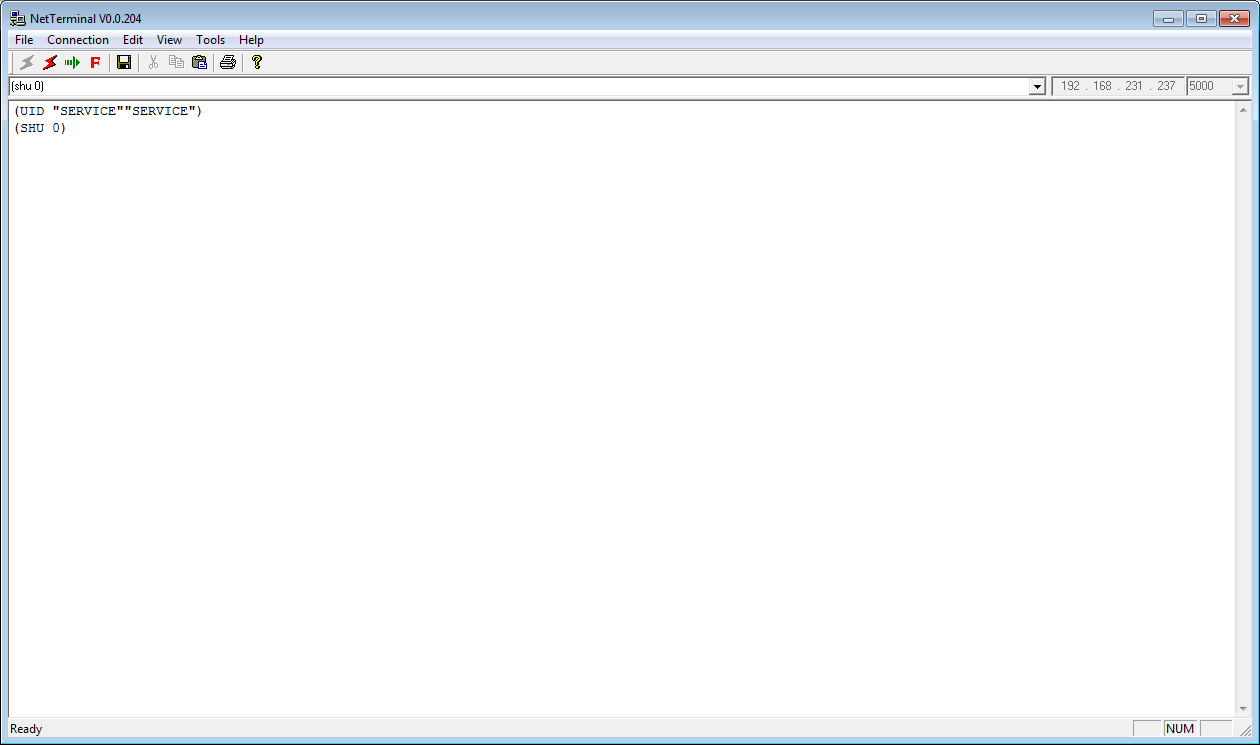 NetTerminal V0.0.204
File Connection Edit View Tools Help
F ?
(shu 0) 192 . 168 . 231 . 237 5000
(UID "SERVICE""SERVICE")
(SHU 0)
Ready NUM